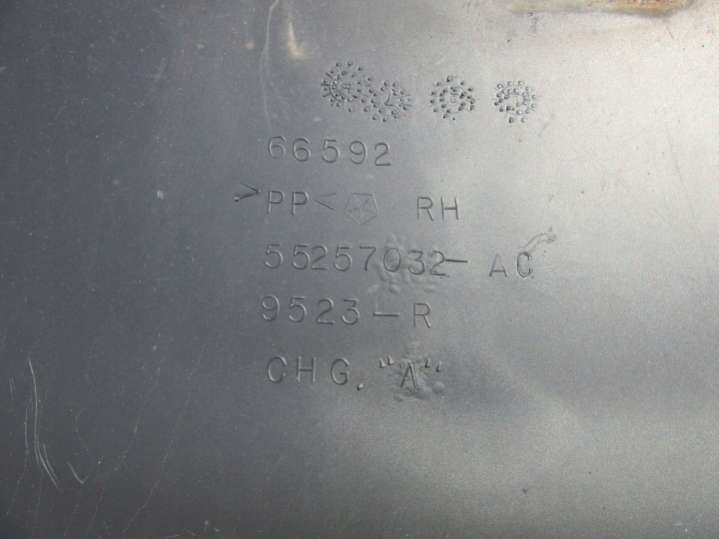 66592
>PP< RH
55257032-AC
9523-R
CHG. "A"